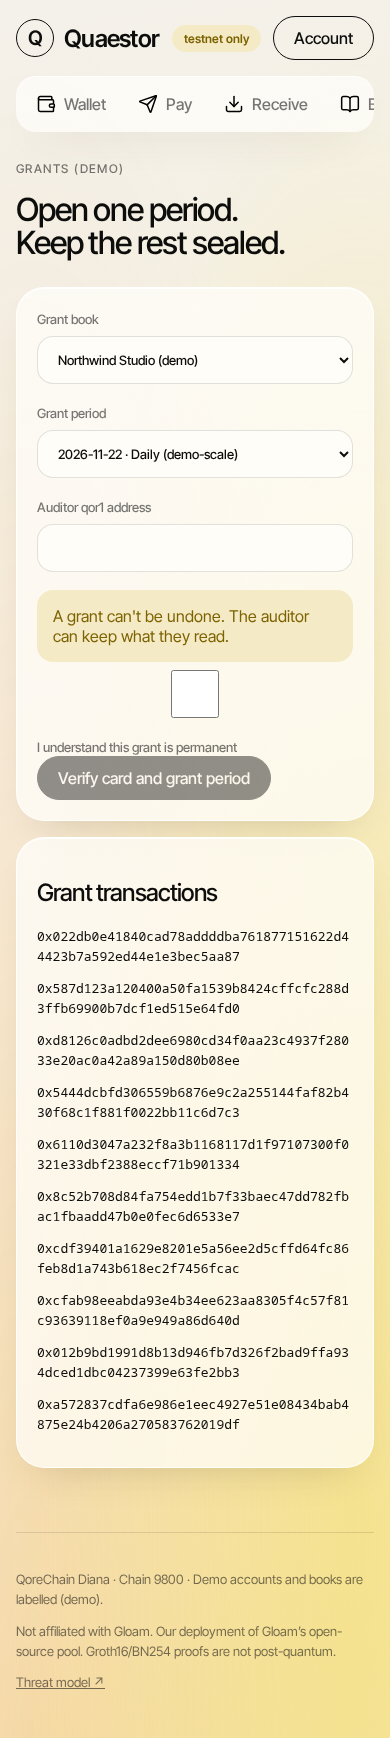 Q Quaestor testnet only Account
Wallet Pay Receive
GRANTS (DEMO)
Open one period.
Keep the rest sealed.
Grant book
Northwind Studio (demo)
Grant period
2026-11-22 · Daily (demo-scale)
Auditor qor1 address
A grant can't be undone. The auditor
can keep what they read.
I understand this grant is permanent
Verify card and grant period
Grant transactions
0x022db0e41840cad78addddba761877151622d4
4423b7a592ed44e1e3bec5aa87
0x587d123a120400a50fa1539b8424cffcfc288d
3ffb69900b7dcf1ed515e64fd0
0xd8126c0adbd2dee6980cd34f0aa23c4937f280
33e20ac0a42a89a150d80b08ee
0x5444dcbfd306559b6876e9c2a255144faf82b4
30f68c1f881f0022bb11c6d7c3
0x6110d3047a232f8a3b1168117d1f97107300f0
321e33dbf2388eccf71b901334
0x8c52b708d84fa754edd1b7f33baec47dd782fb
ac1fbaadd47b0e0fec6d6533e7
0xcdf39401a1629e8201e5a56ee2d5cffd64fc86
feb8d1a743b618ec2f7456fcac
0xcfab98eeabda93e4b34ee623aa8305f4c57f81
c93639118ef0a9e949a86d640d
0x012b9bd1991d8b13d946fb7d326f2bad9ffa93
4dced1dbc04237399e63fe2bb3
0xa572837cdfa6e986e1eec4927e51e08434bab4
875e24b4206a270583762019df
QoreChain Diana · Chain 9800 · Demo accounts and books are
labelled (demo).
Not affiliated with Gloam. Our deployment of Gloam’s open-
source pool. Groth16/BN254 proofs are not post-quantum.
Threat model ↗